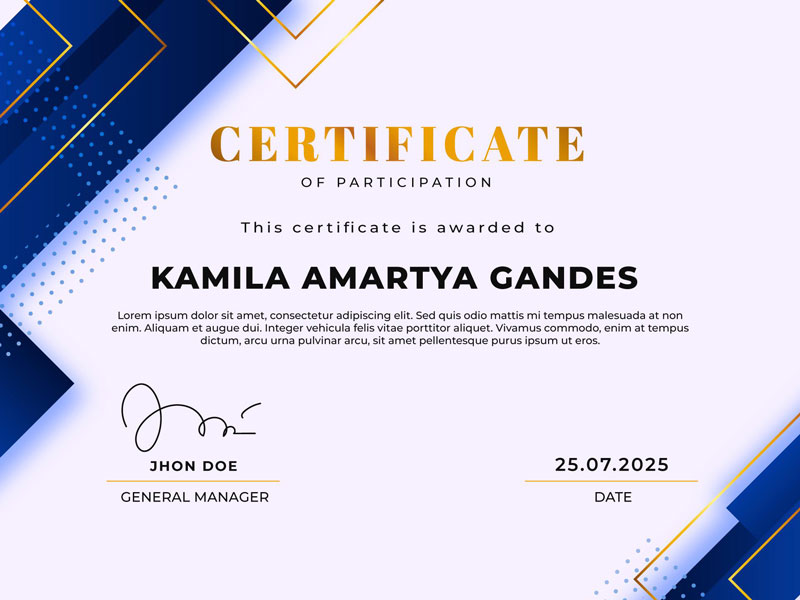 CERTIFICATE
OF PARTICIPATION
This certificate is awarded to
KAMILA AMARTYA GANDES
Lorem ipsum dolor sit amet, consectetur adipiscing elit. Sed quis odio mattis mi tempus malesuada at non
enim. Aliquam et augue dui. Integer vehicula felis vitae porttitor aliquet. Vivamus commodo, enim at tempus
dictum, arcu urna pulvinar arcu, sit amet pellentesque purus ipsum ut eros.
JHON DOE
GENERAL MANAGER
25.07.2025
DATE